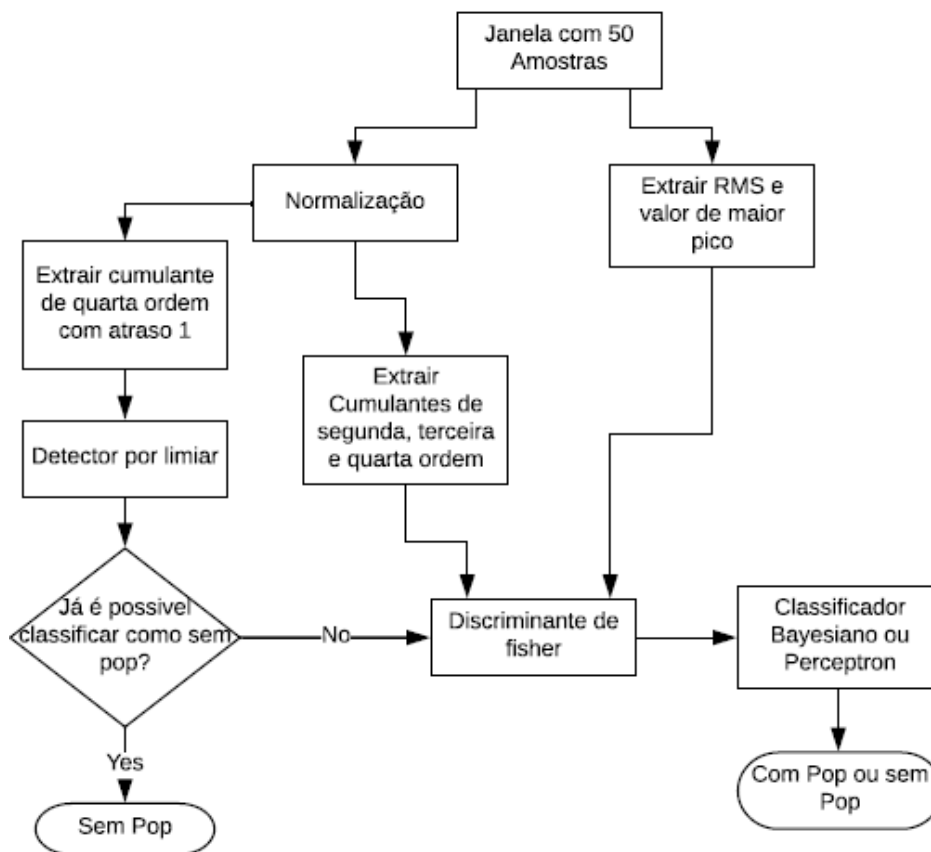 Janela com 50
Amostras
Normalização
Extrair RMS e
valor de maior
pico
Extrair cumulante
de quarta ordem
com atraso 1
Extrair
Cumulantes de
segunda, terceira
e quarta ordem
Detector por limiar
Já é possivel
classificar como sem
pop?
No
Discriminante de
fisher
Classificador
Bayesiano ou
Perceptron
Yes
Sem Pop
Com Pop ou sem
Pop